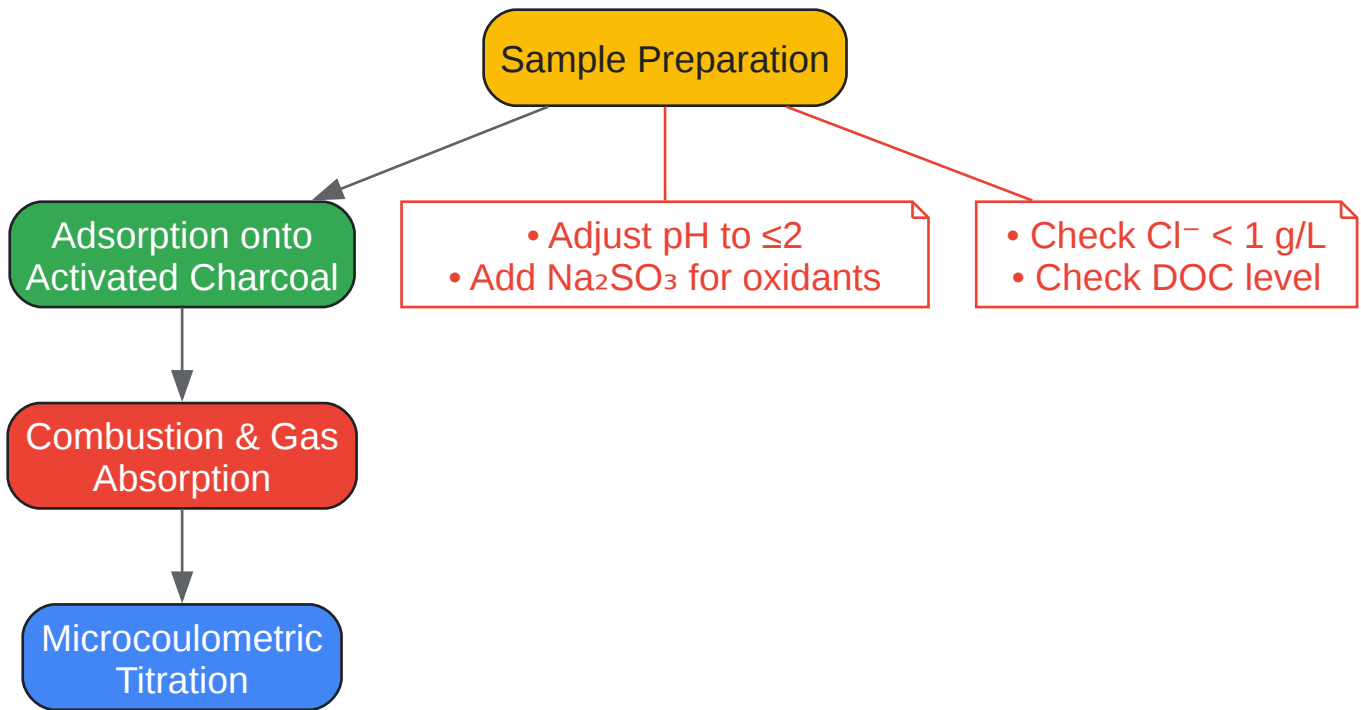 Sample Preparation
Adsorption onto
Activated Charcoal
• Adjust pH to ≤2
• Add Na₂SO₃ for oxidants
• Check Cl⁻ < 1 g/L
• Check DOC level
Combustion & Gas
Absorption
Microcoulometric
Titration